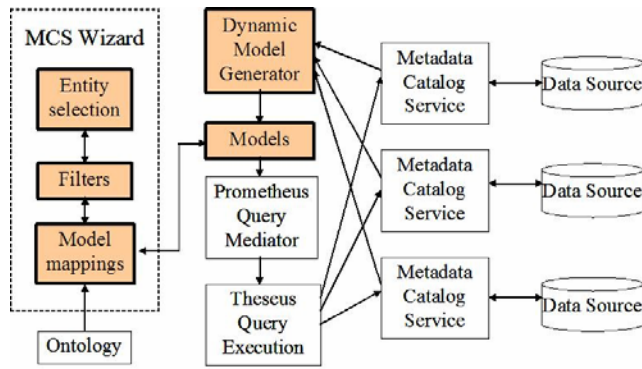 MCS Wizard
Entity
selection
Filters
Model
mappings
Ontology
Dynamic
Model
Generator
Models
Prometheus
Query
Mediator
Theseus
Query
Execution
Metadata
Catalog
Service
Data Source
Metadata
Catalog
Service
Data Source
Metadata
Catalog
Service
Data Source